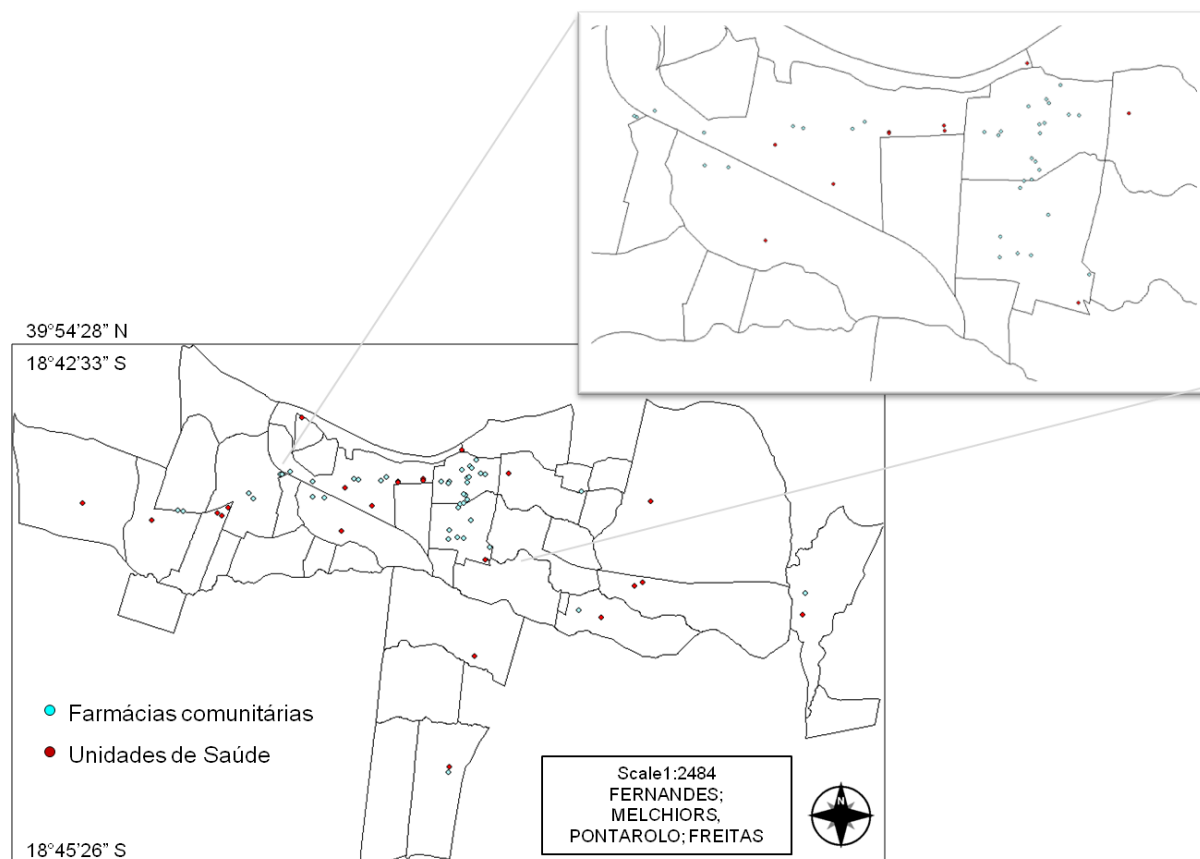 39°54'28” N
18°42'33” S
Farmácias comunitárias
Unidades de Saúde
18°45'26” S
Scale1:2484
FERNANDES;
MELCHIORS,
PONTAROLO; FREITAS
N